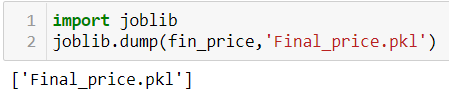 1 import joblib
2 joblib.dump(fin_price,'Final_price.pkl')
['Final_price.pkl']